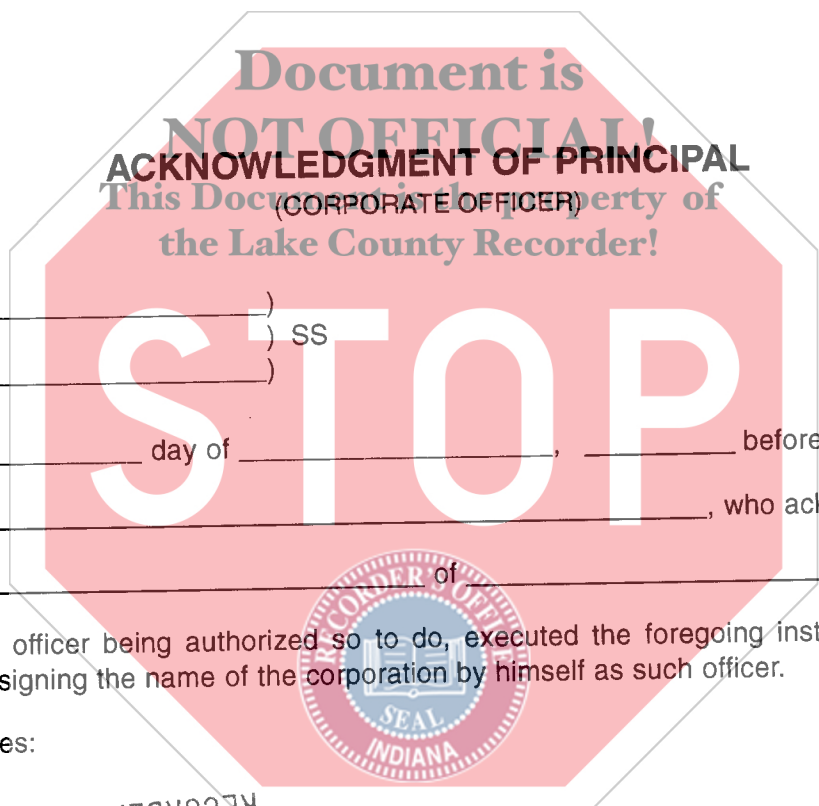 Document is
NOT OFFICIAL!
ACKNOWLEDGMENT OF PRINCIPAL
This Document is the property of
(CORPORATE OFFICER)
the Lake County Recorder!
)
) SS
)
STOP
day of , before
, who ack
of
officer being authorized so to do, executed the foregoing inst
signing the name of the corporation by himself as such officer.
RECORDER'S OFFICE
SEAL
INDIANA
es: